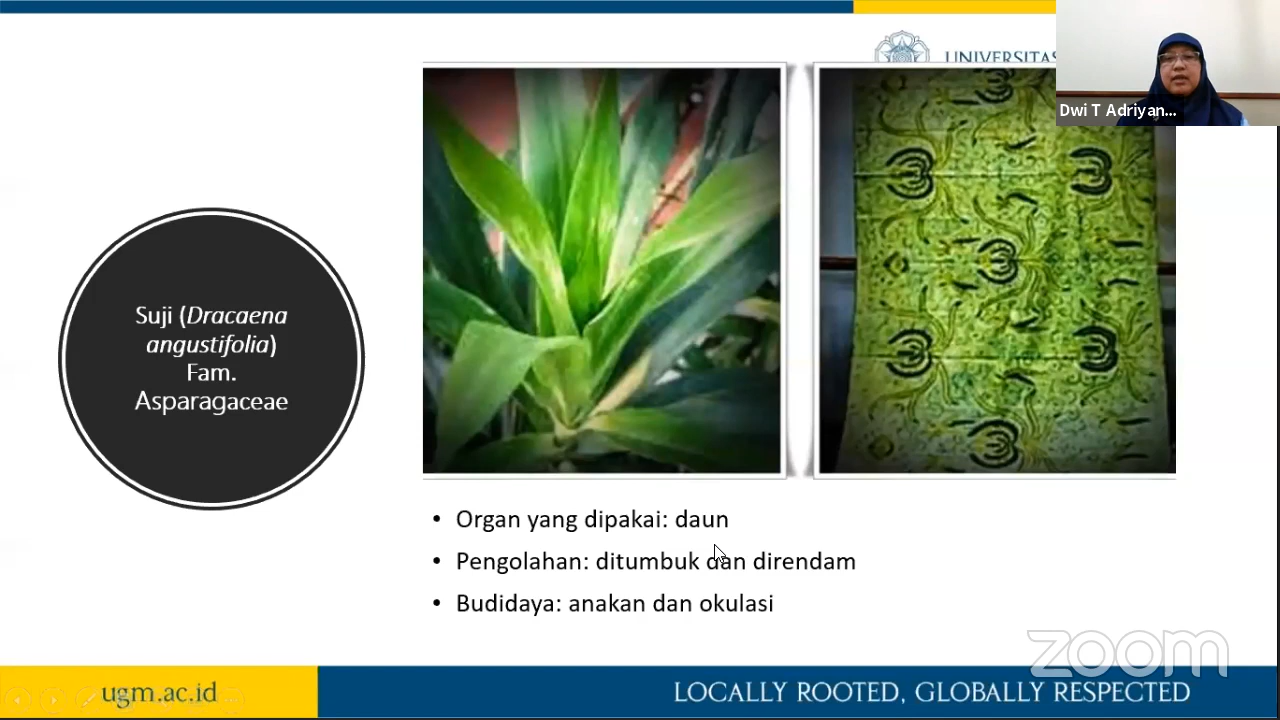 UNIVERSITAS
Dwi T Adriyan...
Suji (Dracaena
angustifolia)
Fam.
Asparagaceae
• Organ yang dipakai: daun
• Pengolahan: ditumbuk dan direndam
• Budidaya: anakan dan okulasi
zoom
ugm.ac.id
LOCALLY ROOTED, GLOBALLY RESPECTED